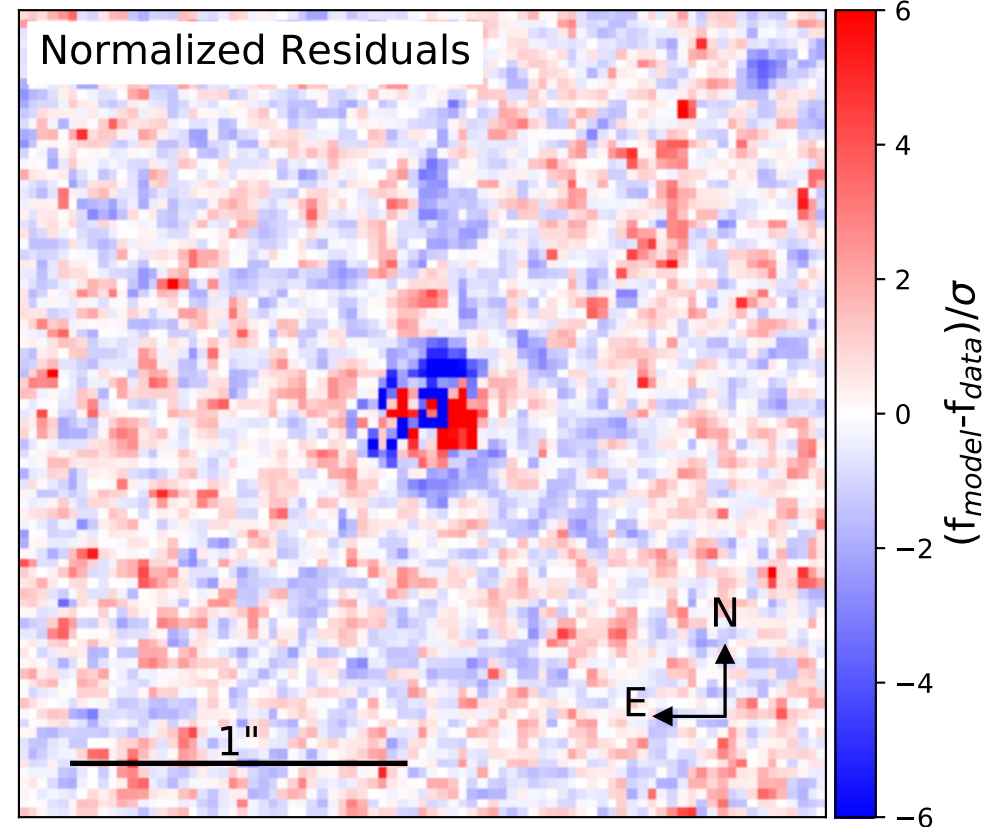 Normalized Residuals
6
4
2
0
−2
−4
−6
(f_model-f_data)/σ
N
E
1"